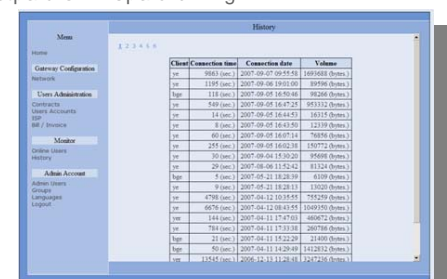 History
Menu
Home
Gateway Configuration
Network
Users Administration
Contracts
Users Accounts
ISP
Bill / Invoice
Monitor
Online Users
History
Admin Account
Admin Users
Groups
Languages
Logout
1 2 3 4 5 6
Client Connection time Connection date Volume
ye 9863 (sec.) 2007-09-07 09:55:58 1693688 (bytes.)
ye 1195 (sec.) 2007-09-06 19:01:00 89596 (bytes.)
bge 118 (sec.) 2007-09-05 16:50:46 98266 (bytes.)
ye 549 (sec.) 2007-09-05 16:47:25 953332 (bytes.)
ye 14 (sec.) 2007-09-05 16:44:53 16315 (bytes.)
ye 8 (sec.) 2007-09-05 16:43:50 12339 (bytes.)
ye 60 (sec.) 2007-09-05 16:07:14 76856 (bytes.)
ye 255 (sec.) 2007-09-05 16:02:38 150772 (bytes.)
ye 30 (sec.) 2007-09-04 15:30:20 95698 (bytes.)
ye 29 (sec.) 2007-08-06 11:52:42 81324 (bytes.)
bge 5 (sec.) 2007-05-21 18:28:39 6109 (bytes.)
ye 9 (sec.) 2007-05-21 18:28:13 13020 (bytes.)
ye 4798 (sec.) 2007-04-12 10:35:55 755259 (bytes.)
ye 6676 (sec.) 2007-04-12 08:43:55 1049350 (bytes.)
144 (sec.) 2007-04-11 17:47:03 460672 (bytes.)
ye 784 (sec.) 2007-04-11 17:33:38 260786 (bytes.)
bge 21 (sec.) 2007-04-11 15:22:29 21400 (bytes.)
bge 50 (sec.) 2007-04-11 14:29:49 1412832 (bytes.)
13545 (sec.) 2006-12-13 11:28:48 3247236 (bytes.)